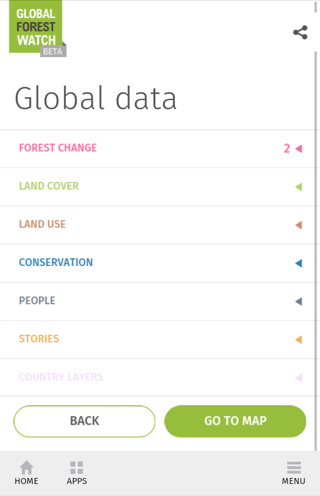 GLOBAL
FOREST
WATCH
BETA
Global data
FOREST CHANGE 2
LAND COVER
LAND USE
CONSERVATION
PEOPLE
STORIES
COUNTRY LAYERS
BACK GO TO MAP
HOME APPS MENU